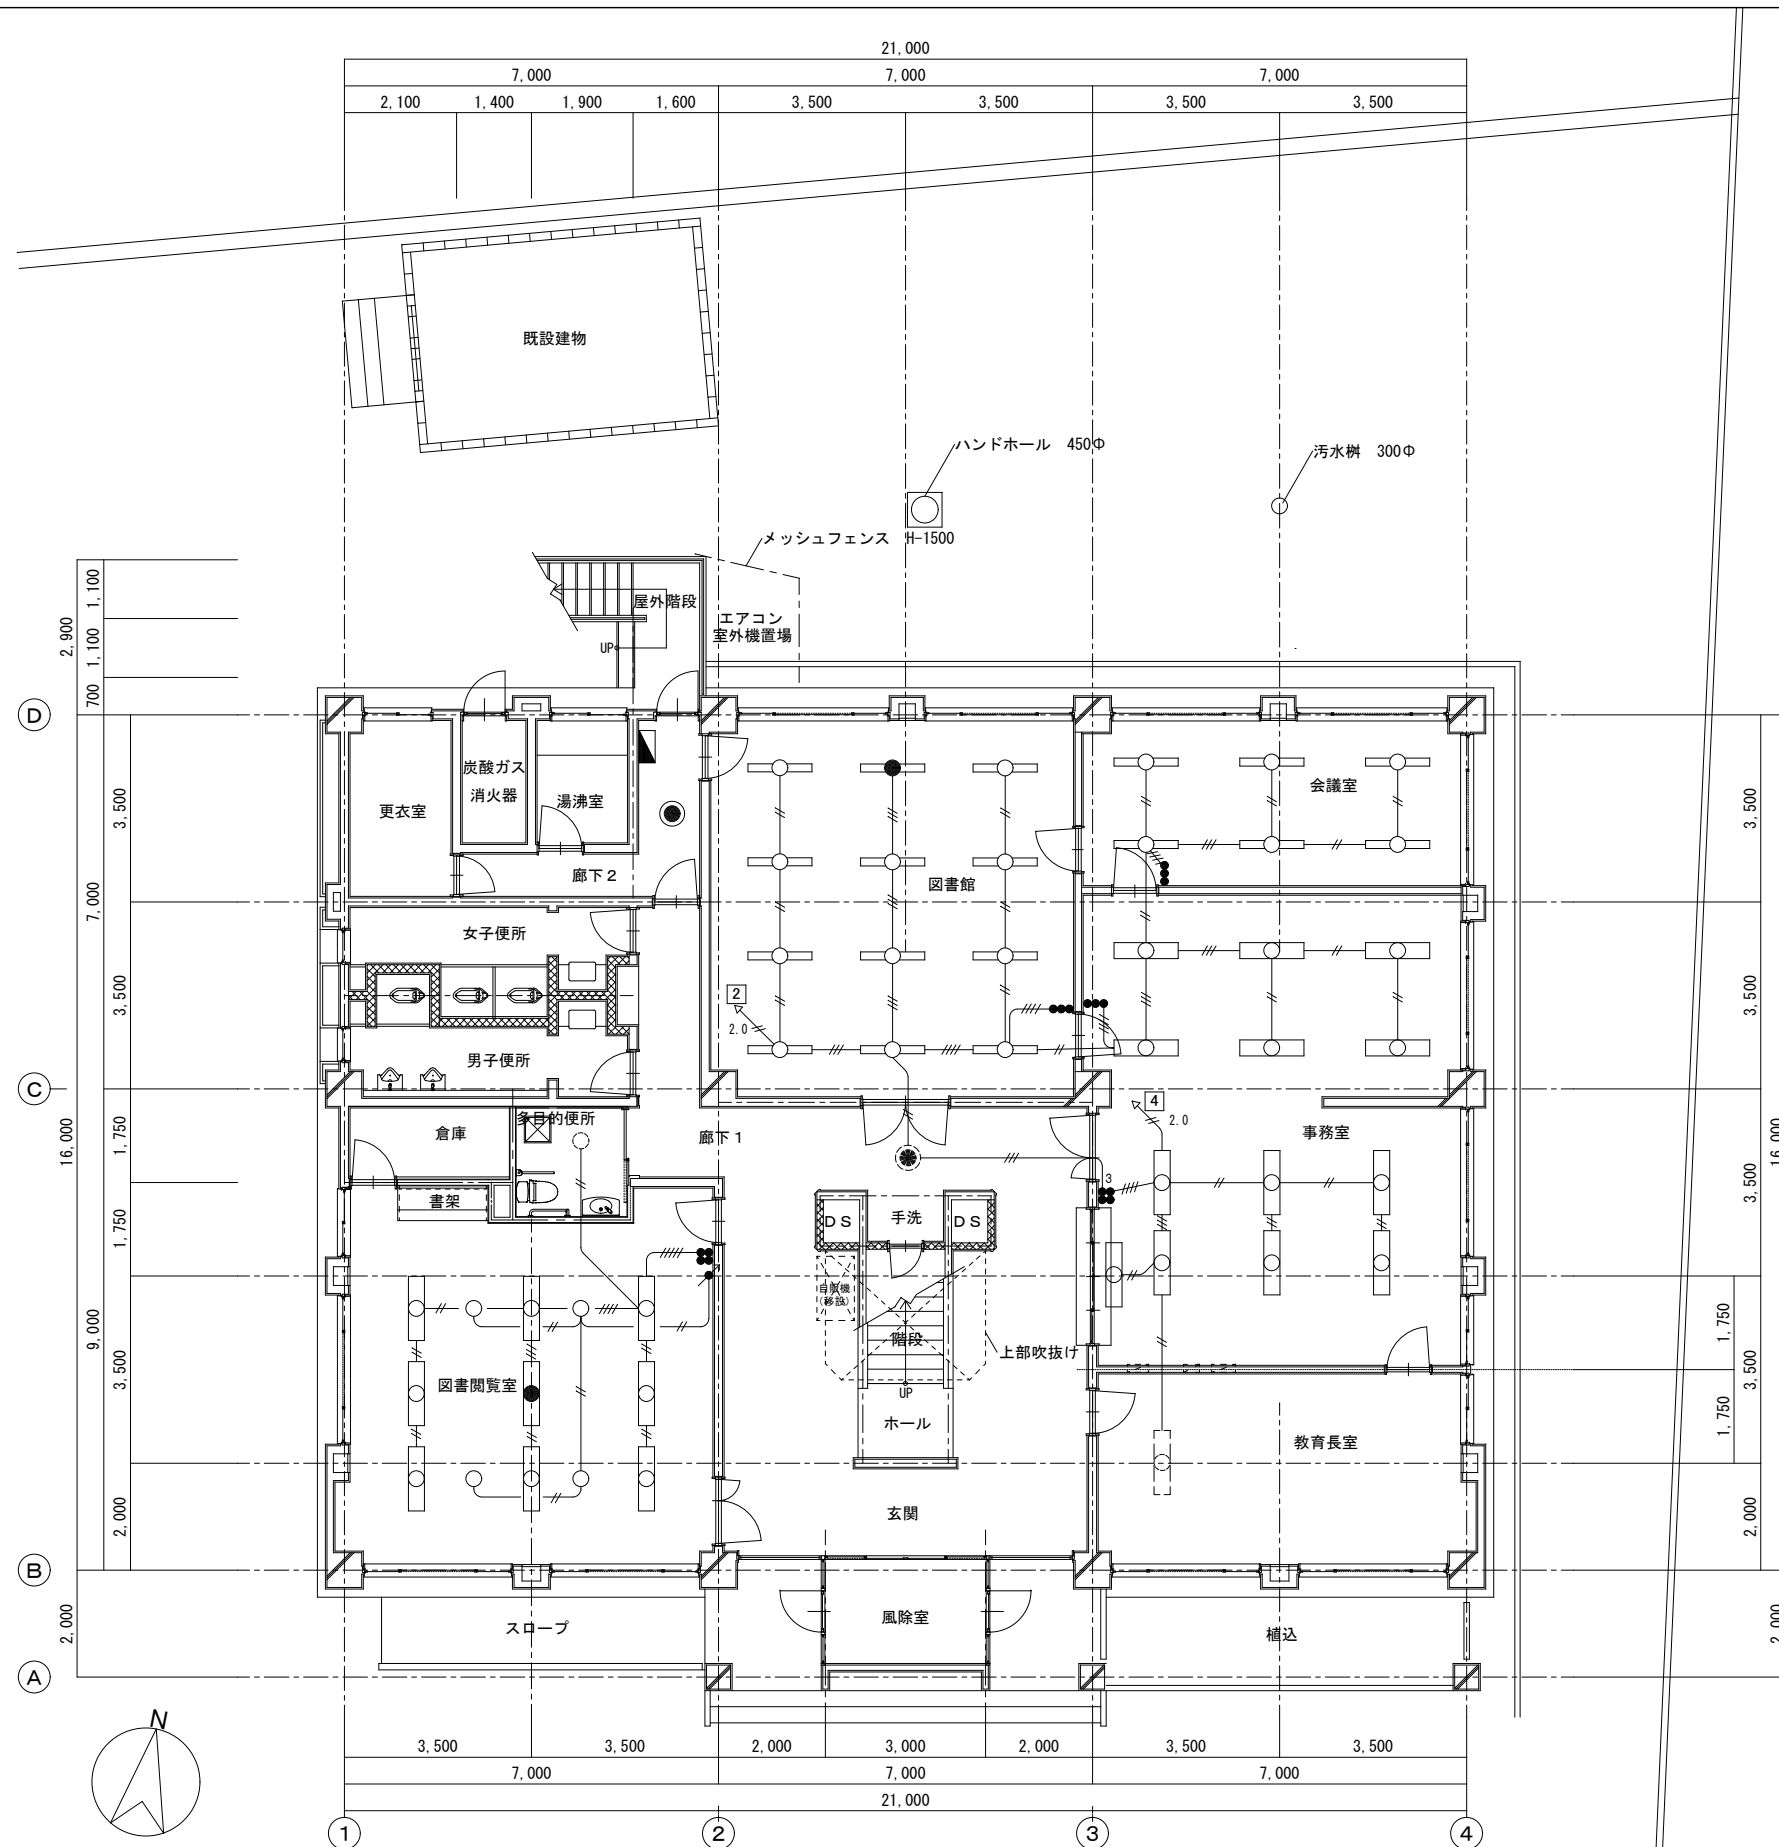 21,000
7,000 7,000 7,000
2,100 1,400 1,900 1,600 3,500 3,500 3,500 3,500
既設建物
ハンドホール 450Φ
汚水桝 300Φ
メッシュフェンス H-1500
屋外階段
UP
エアコン
室外機置場
2,900
1,100
1,100
700
D
炭酸ガス
消火器
湯沸室
更衣室
会議室
廊下2
図書館
3,500
3,500
7,000
女子便所
3,500
3,500
2
2.0
男子便所
C
4
2.0
多目的便所
倉庫
廊下1
事務室
16,000
1,750
3,500
16,000
3
書架
DS
手洗
DS
1,750
自販機
(移設)
階段
上部吹抜け
UP
9,000
3,500
1,750
3,500
1,750
図書閲覧室
ホール
教育長室
2,000
玄関
2,000
B
スロープ
風除室
植込
2,000
2,000
A
N
3,500 3,500 2,000 3,000 2,000 3,500 3,500
7,000 7,000 7,000
21,000
1 2 3 4